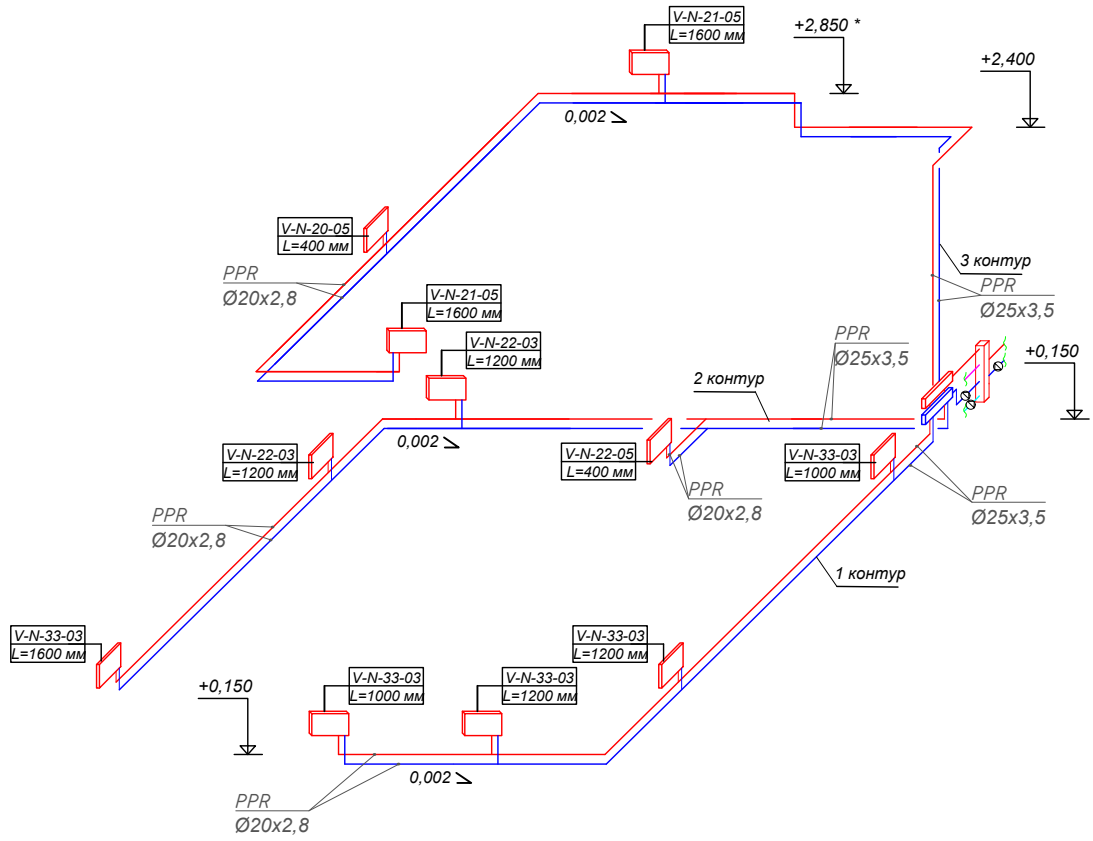 V-N-21-05
L=1600 мм
+2,850 *
+2,400
0,002
V-N-20-05
L=400 мм
PPR
Ø20x2,8
3 контур
PPR
Ø25x3,5
V-N-21-05
L=1600 мм
V-N-22-03
L=1200 мм
PPR
Ø25x3,5
+0,150
2 контур
0,002
V-N-22-03
L=1200 мм
V-N-22-05
L=400 мм
V-N-33-03
L=1000 мм
PPR
Ø20x2,8
PPR
Ø25x3,5
PPR
Ø20x2,8
1 контур
V-N-33-03
L=1600 мм
V-N-33-03
L=1200 мм
+0,150
V-N-33-03
L=1000 мм
V-N-33-03
L=1200 мм
0,002
PPR
Ø20x2,8